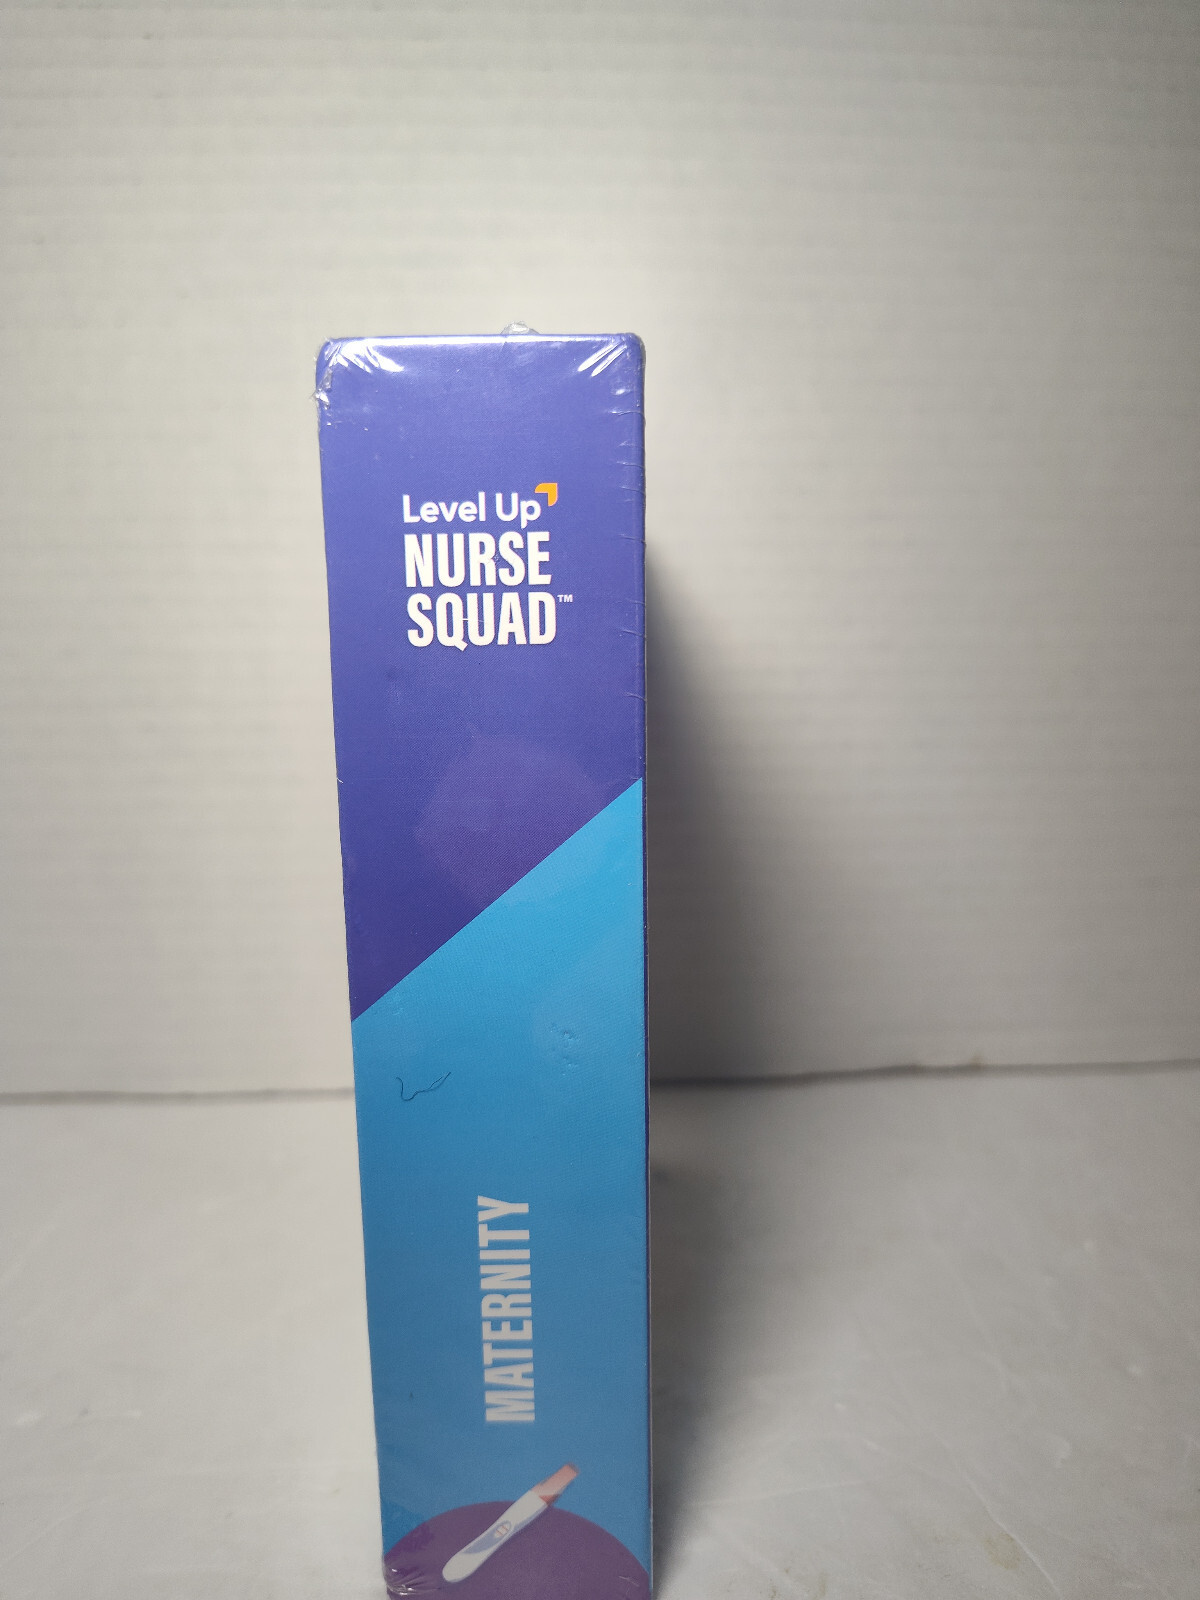 Level Up
NURSE
SQUAD™
MATERNITY